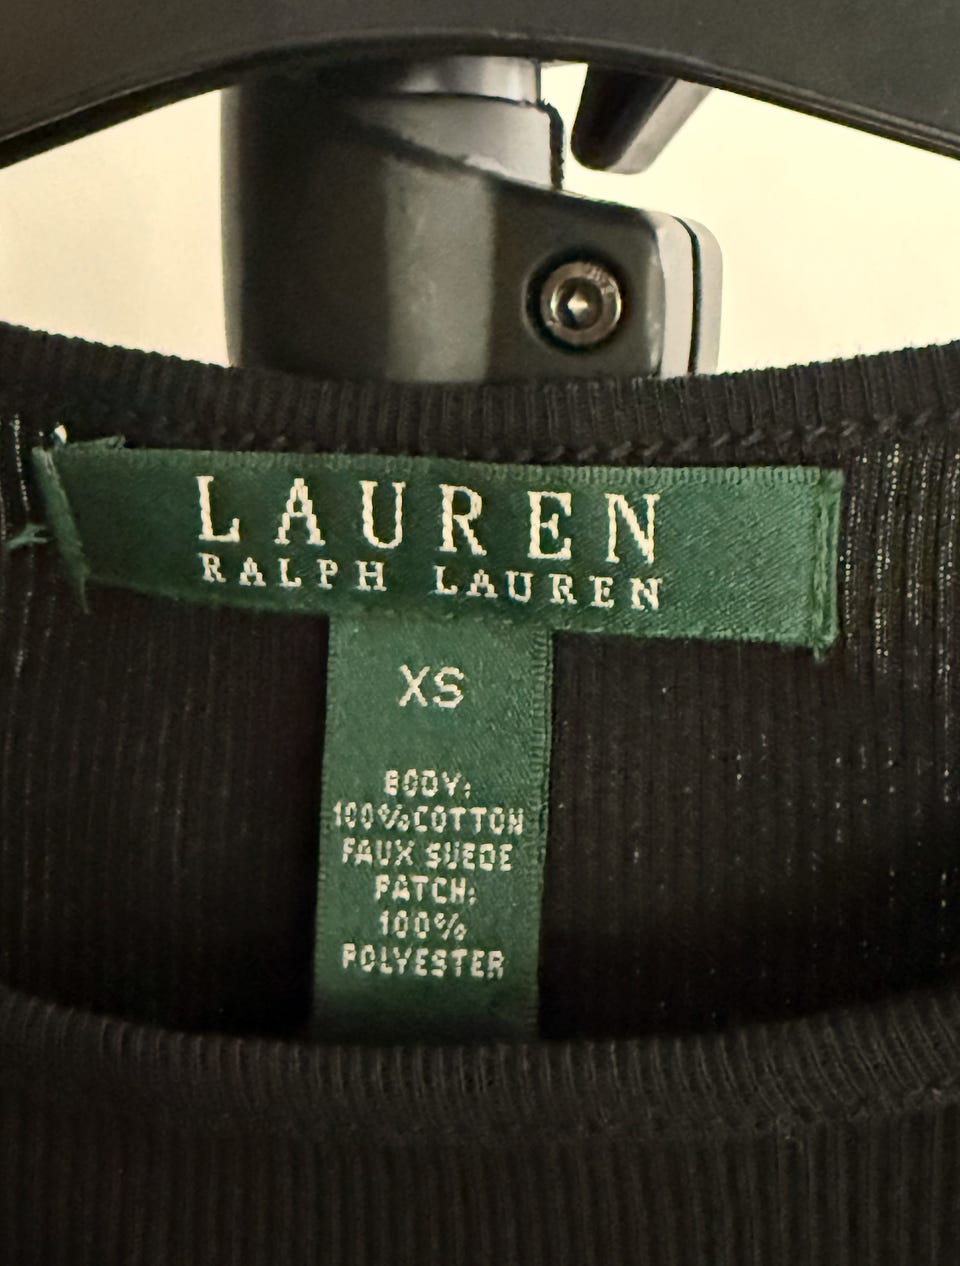 LAUREN
RALPH LAUREN
XS
BODY:
100%COTTON
FAUX SUEDE
PATCH:
100%
POLYESTER